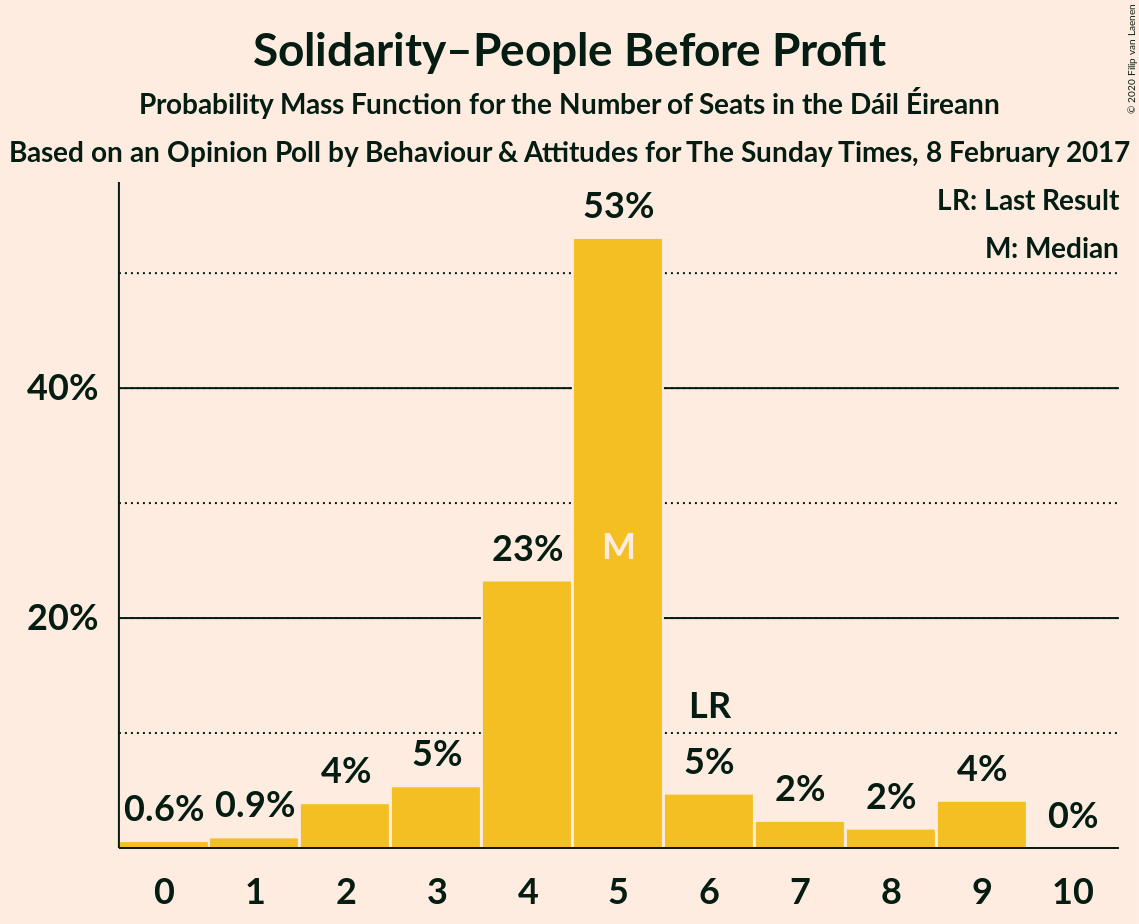 Solidarity–People Before Profit
Probability Mass Function for the Number of Seats in the Dáil Éireann
Based on an Opinion Poll by Behaviour & Attitudes for The Sunday Times, 8 February 2017
© 2020 Filip van Laenen
LR: Last Result
M: Median
40%
20%
0.6%
0.9%
4%
5%
23%
53%
M
LR
5%
2%
2%
4%
0%
0 1 2 3 4 5 6 7 8 9 10